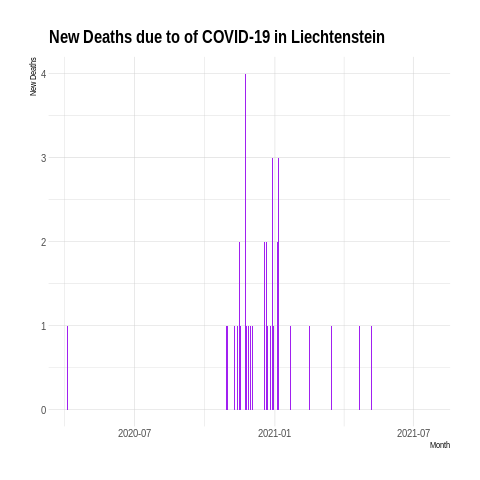 New Deaths due to of COVID-19 in Liechtenstein
New Deaths
4
3
2
1
0
2020-07 2021-01 2021-07
Month